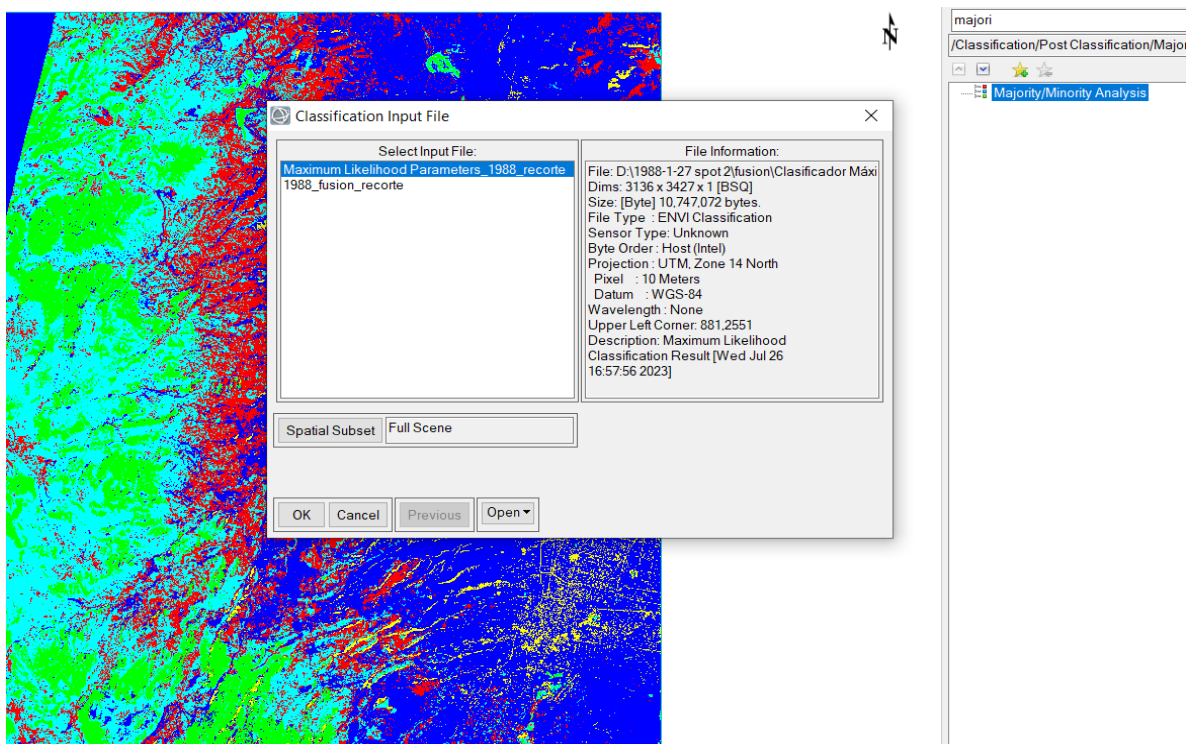 N
majori
/Classification/Post Classification/Major
Majority/Minority Analysis
Classification Input File
Select Input File:
Maximum Likelihood Parameters_1988_recorte
1988_fusion_recorte
File Information:
File: D:\1988-1-27 spot 2\fusion\Clasificador Máxi
Dims: 3136 x 3427 x 1 [BSQ]
Size: [Byte] 10,747,072 bytes.
File Type : ENVI Classification
Sensor Type: Unknown
Byte Order : Host (Intel)
Projection : UTM, Zone 14 North
Pixel : 10 Meters
Datum : WGS-84
Wavelength : None
Upper Left Corner: 881,2551
Description: Maximum Likelihood
Classification Result [Wed Jul 26
16:57:56 2023]
Spatial Subset Full Scene
OK Cancel Previous Open